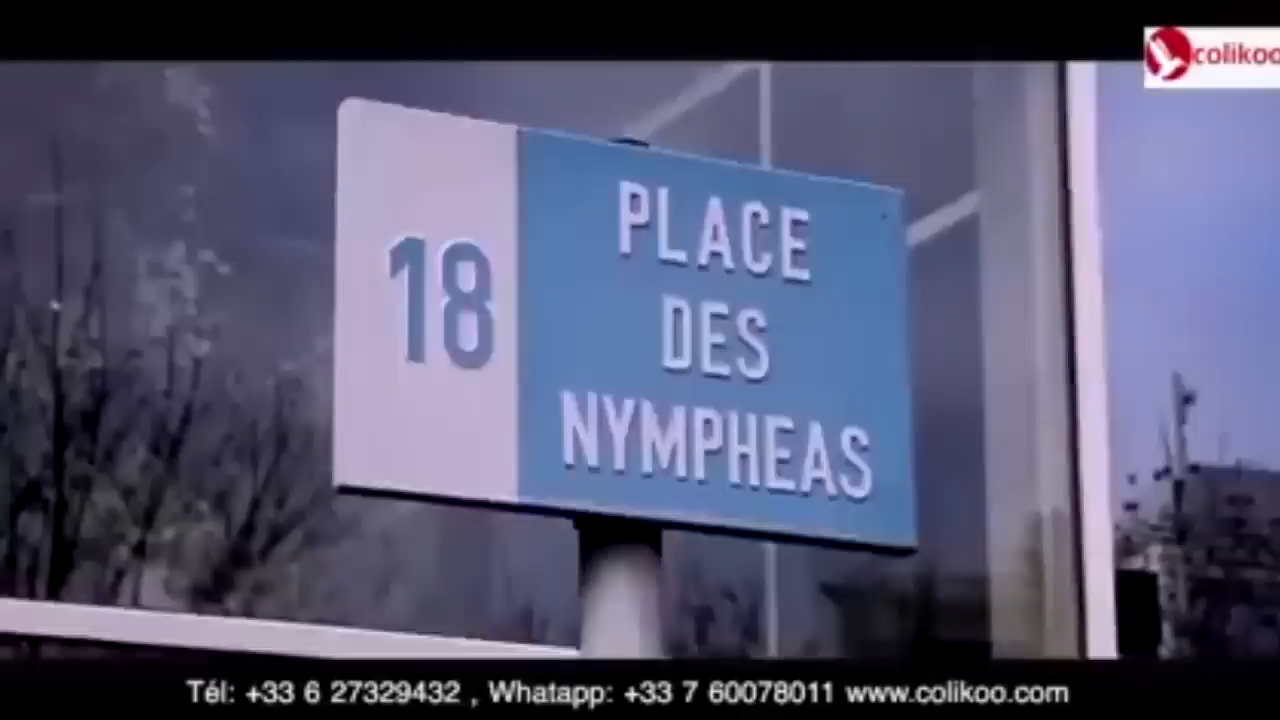 colikoo
18
PLACE
DES
NYMPHEAS
Tél: +33 6 27329432 , Whatapp: +33 7 60078011 www.colikoo.com